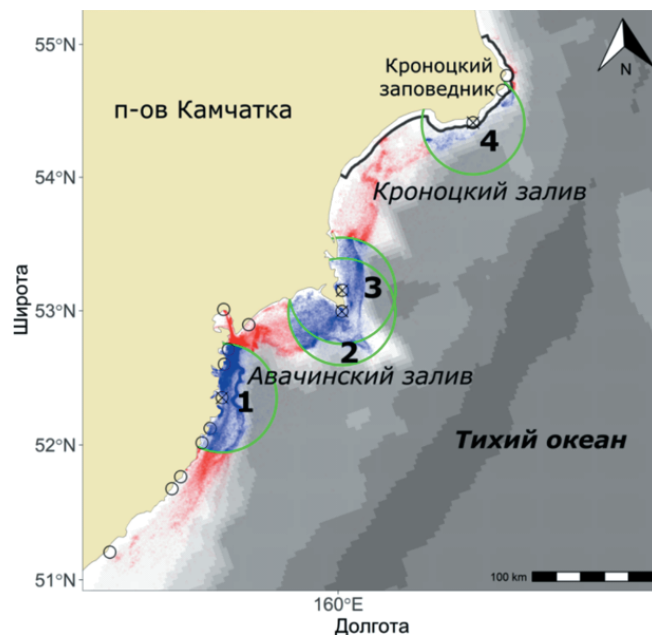 55°N
Кроноцкий
заповедник
N
п-ов Камчатка
4
54°N
Кроноцкий залив
Широта
3
53°N
2
Авачинский залив
1
52°N
Тихий океан
51°N
100 km
160°E
Долгота